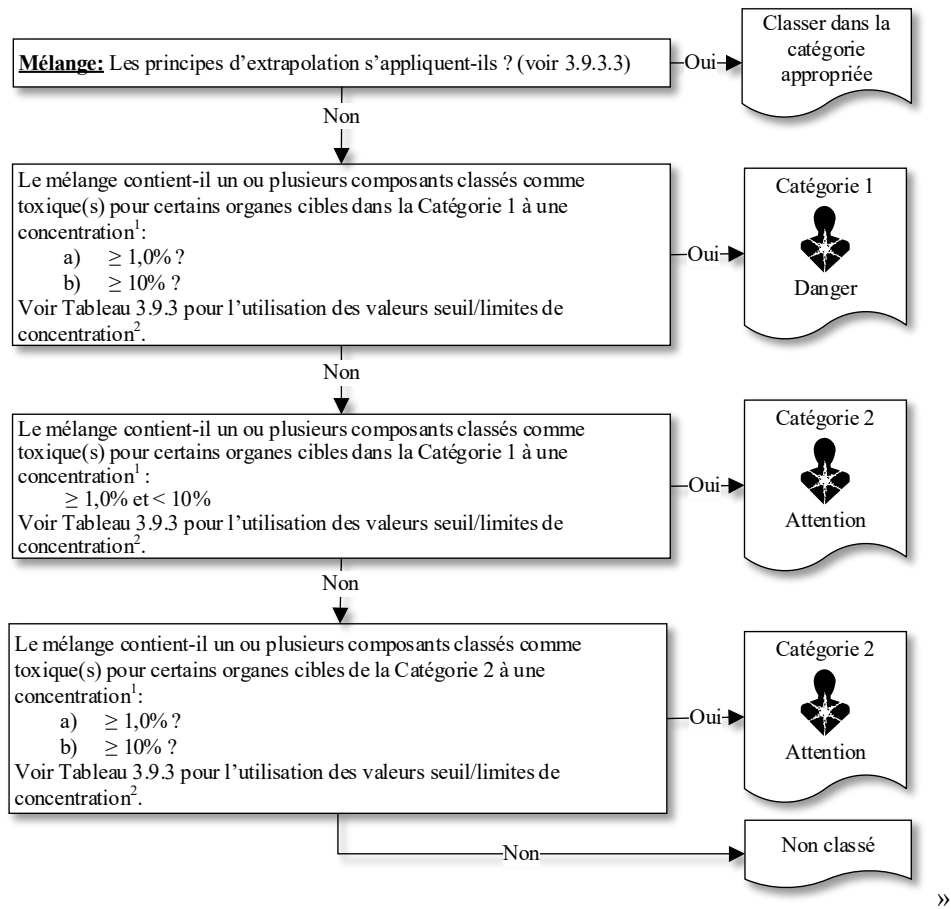 Mélange: Les principes d'extrapolation s'appliquent-ils ? (voir 3.9.3.3)
Oui
Classer dans la
catégorie
appropriée
Non
Le mélange contient-il un ou plusieurs composants classés comme
toxique(s) pour certains organes cibles dans la Catégorie 1 à une
concentration¹:
a) ≥ 1,0% ?
b) ≥ 10% ?
Voir Tableau 3.9.3 pour l'utilisation des valeurs seuil/limites de
concentration².
Oui
Catégorie 1
Danger
Non
Le mélange contient-il un ou plusieurs composants classés comme
toxique(s) pour certains organes cibles dans la Catégorie 1 à une
concentration¹ :
≥ 1,0% et < 10%
Voir Tableau 3.9.3 pour l'utilisation des valeurs seuil/limites de
concentration².
Oui
Catégorie 2
Attention
Non
Le mélange contient-il un ou plusieurs composants classés comme
toxique(s) pour certains organes cibles de la Catégorie 2 à une
concentration¹:
a) ≥ 1,0% ?
b) ≥ 10% ?
Voir Tableau 3.9.3 pour l'utilisation des valeurs seuil/limites de
concentration².
Oui
Catégorie 2
Attention
Non
Non classé
»